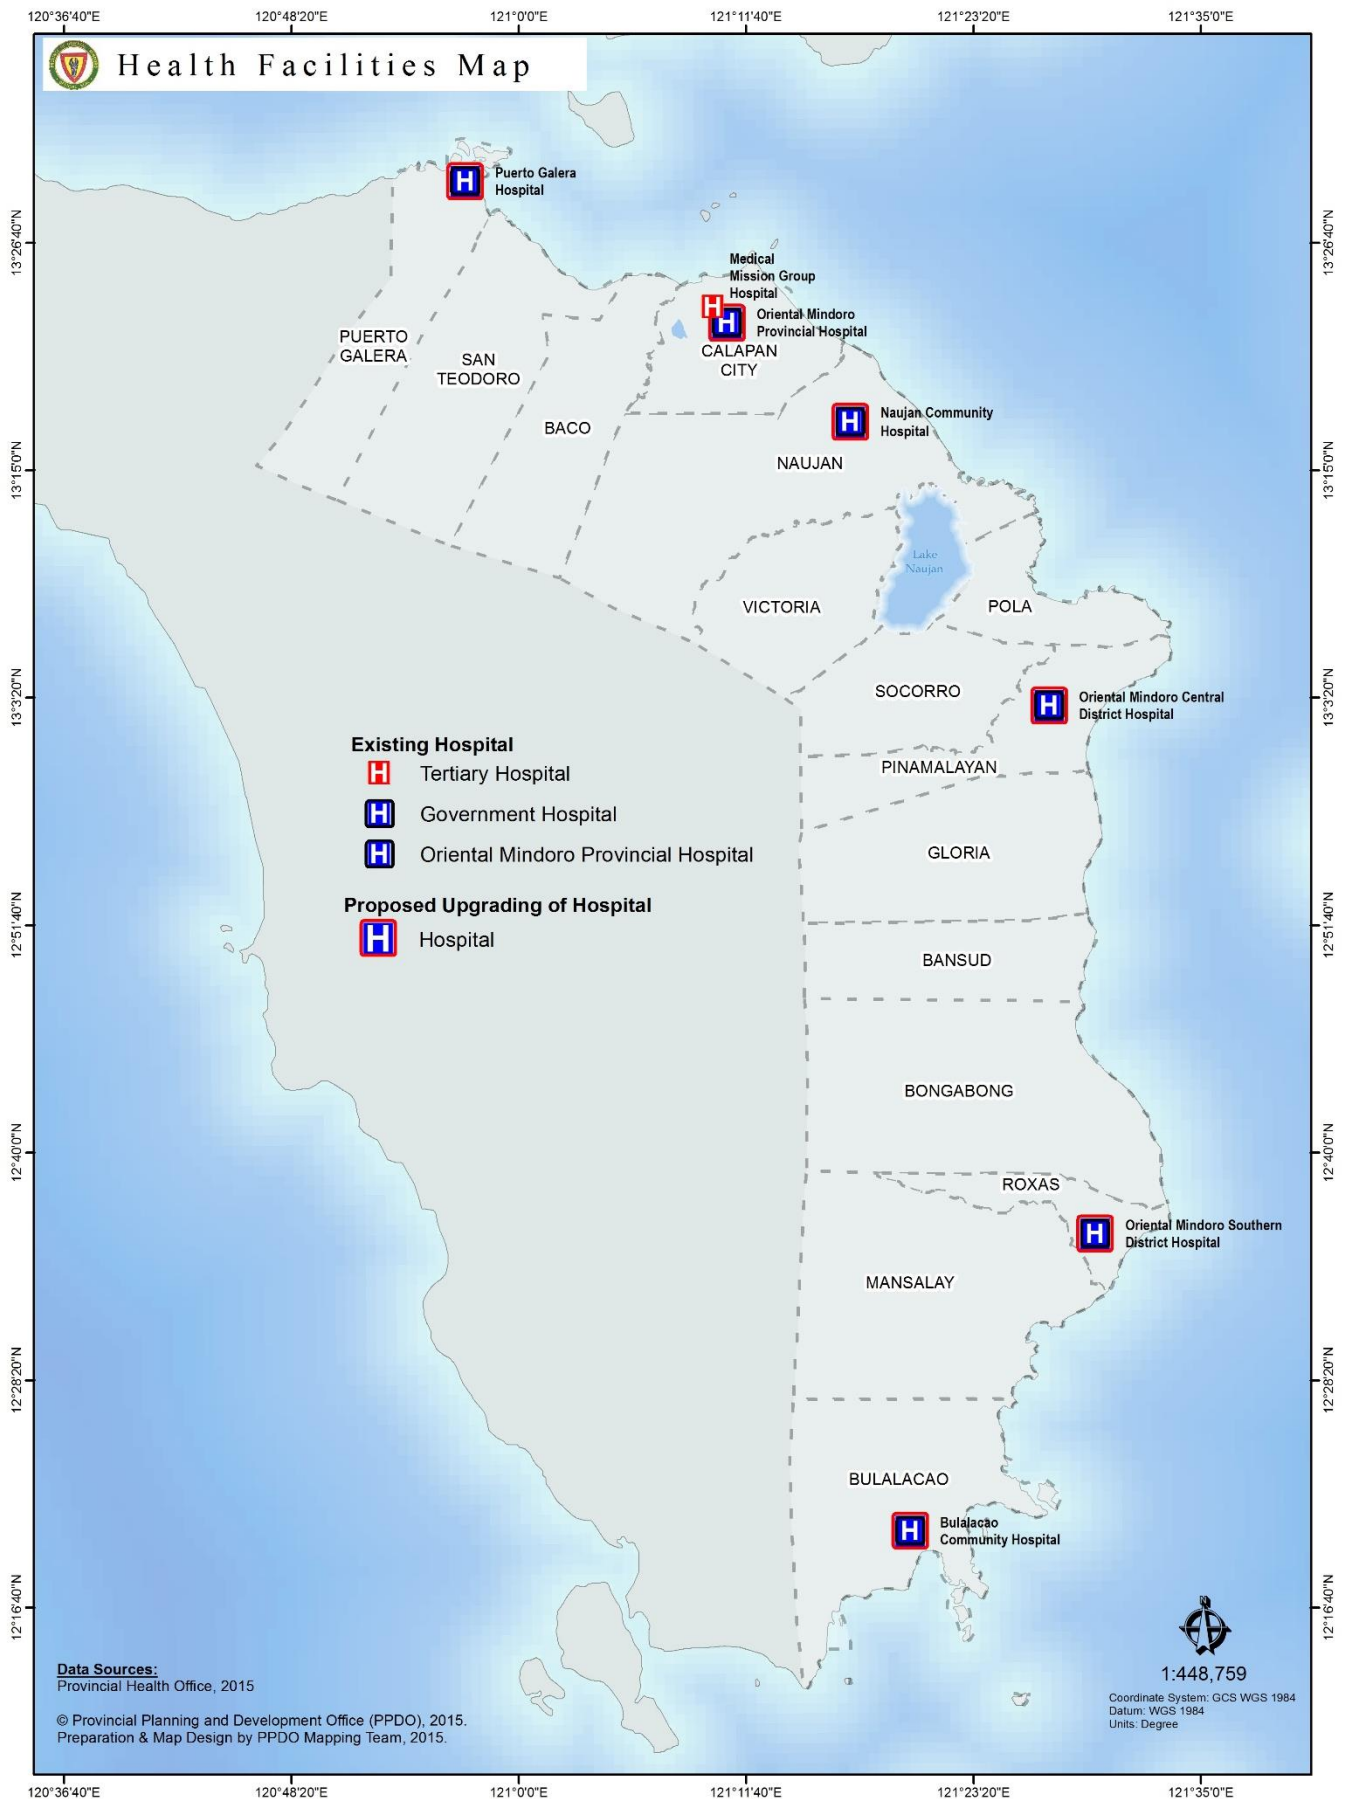 120°36'40"E
120°48'20"E
121°0'0"E
121°11'40"E
121°23'20"E
121°35'0"E
Health Facilities Map
Puerto Galera
Hospital
13°26'40"N
13°26'40"N
Medical
Mission Group
Hospital
H
H
H
Oriental Mindoro
Provincial Hospital
PUERTO
GALERA
SAN
TEODORO
CALAPAN
CITY
BACO
H
Naujan Community
Hospital
NAUJAN
13°15'0"N
13°15'0"N
Lake
Naujan
VICTORIA
POLA
SOCORRO
13°3'20"N
13°3'20"N
H
Oriental Mindoro Central
District Hospital
PINAMALAYAN
Existing Hospital
H
Tertiary Hospital
H
Government Hospital
H
Oriental Mindoro Provincial Hospital
Proposed Upgrading of Hospital
H
Hospital
GLORIA
12°51'40"N
12°51'40"N
BANSUD
BONGABONG
12°40'0"N
12°40'0"N
ROXAS
H
Oriental Mindoro Southern
District Hospital
MANSALAY
12°28'20"N
12°28'20"N
BULALACAO
H
Bulalacao
Community Hospital
12°16'40"N
12°16'40"N
Data Sources:
Provincial Health Office, 2015
© Provincial Planning and Development Office (PPDO), 2015.
Preparation & Map Design by PPDO Mapping Team, 2015.
1:448,759
Coordinate System: GCS WGS 1984
Datum: WGS 1984
Units: Degree
120°36'40"E
120°48'20"E
121°0'0"E
121°11'40"E
121°23'20"E
121°35'0"E